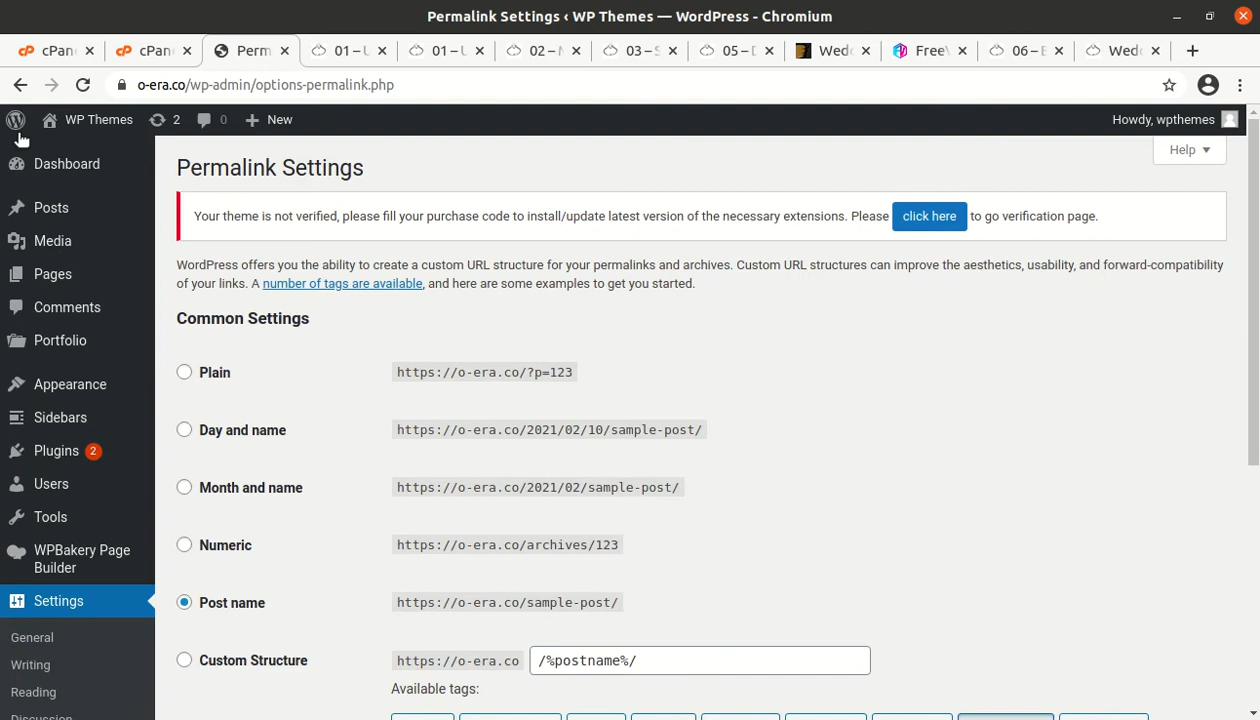 Permalink Settings ‹ WP Themes — WordPress - Chromium
cPan
cPan
Perm
01 – U
01 – U
02 –
03 – S
05 –
Wed
FreeV
06 –
Wed
o-era.co/wp-admin/options-permalink.php
WP Themes
2
0
New
Howdy, wpthemes
Help
Dashboard
Posts
Media
Pages
Comments
Portfolio
Appearance
Sidebars
Plugins 2
Users
Tools
WPBakery Page
Builder
Settings
General
Writing
Reading
Discussion
Permalink Settings
Your theme is not verified, please fill your purchase code to install/update latest version of the necessary extensions. Please click here to go verification page.
WordPress offers you the ability to create a custom URL structure for your permalinks and archives. Custom URL structures can improve the aesthetics, usability, and forward-compatibility
of your links. A number of tags are available, and here are some examples to get you started.
Common Settings
Plain https://o-era.co/?p=123
Day and name https://o-era.co/2021/02/10/sample-post/
Month and name https://o-era.co/2021/02/sample-post/
Numeric https://o-era.co/archives/123
Post name https://o-era.co/sample-post/
Custom Structure https://o-era.co /%postname%/
Available tags: